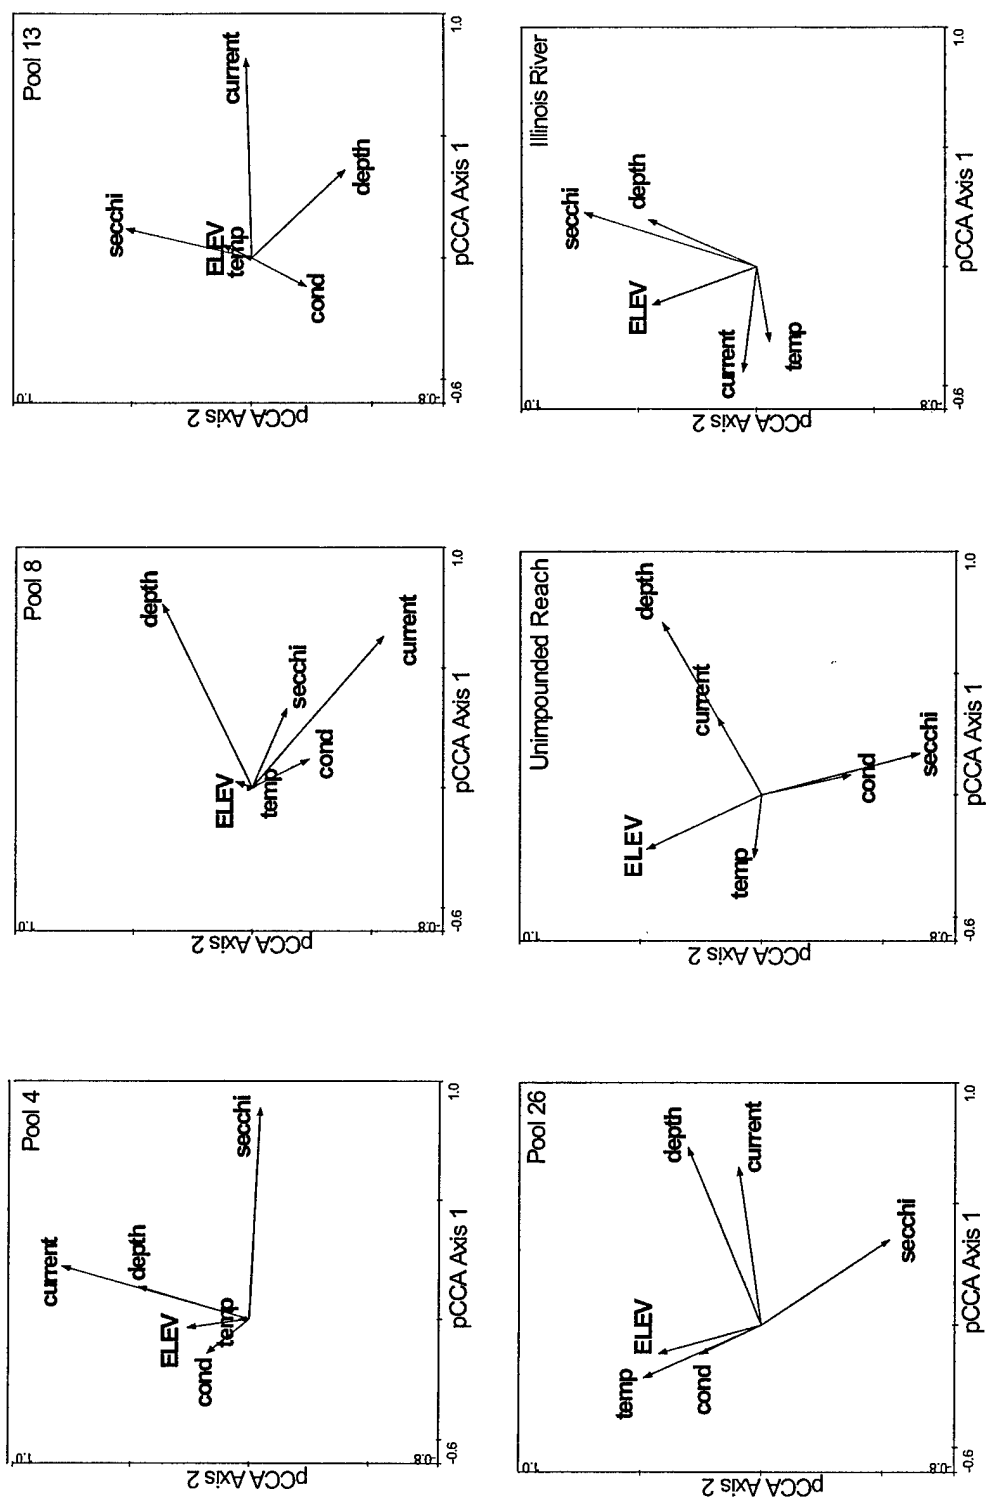 Pool 4
current
depth
ELEV
temp
cond
secchi
1.0
-0.8
-0.6
1.0
pCCA Axis 2
pCCA Axis 1
Pool 8
depth
ELEV
temp
secchi
cond
current
1.0
-0.8
-0.6
1.0
pCCA Axis 2
pCCA Axis 1
Pool 13
secchi
current
ELEV
temp
depth
cond
1.0
-0.8
-0.6
1.0
pCCA Axis 2
pCCA Axis 1
Pool 26
depth
ELEV
temp
current
cond
secchi
-0.8
-0.6
1.0
pCCA Axis 2
pCCA Axis 1
Unimpounded Reach
depth
ELEV
current
temp
cond
secchi
1.0
-0.8
-0.6
1.0
pCCA Axis 2
pCCA Axis 1
Illinois River
secchi
depth
ELEV
current
temp
1.0
-0.8
-0.6
1.0
pCCA Axis 2
pCCA Axis 1